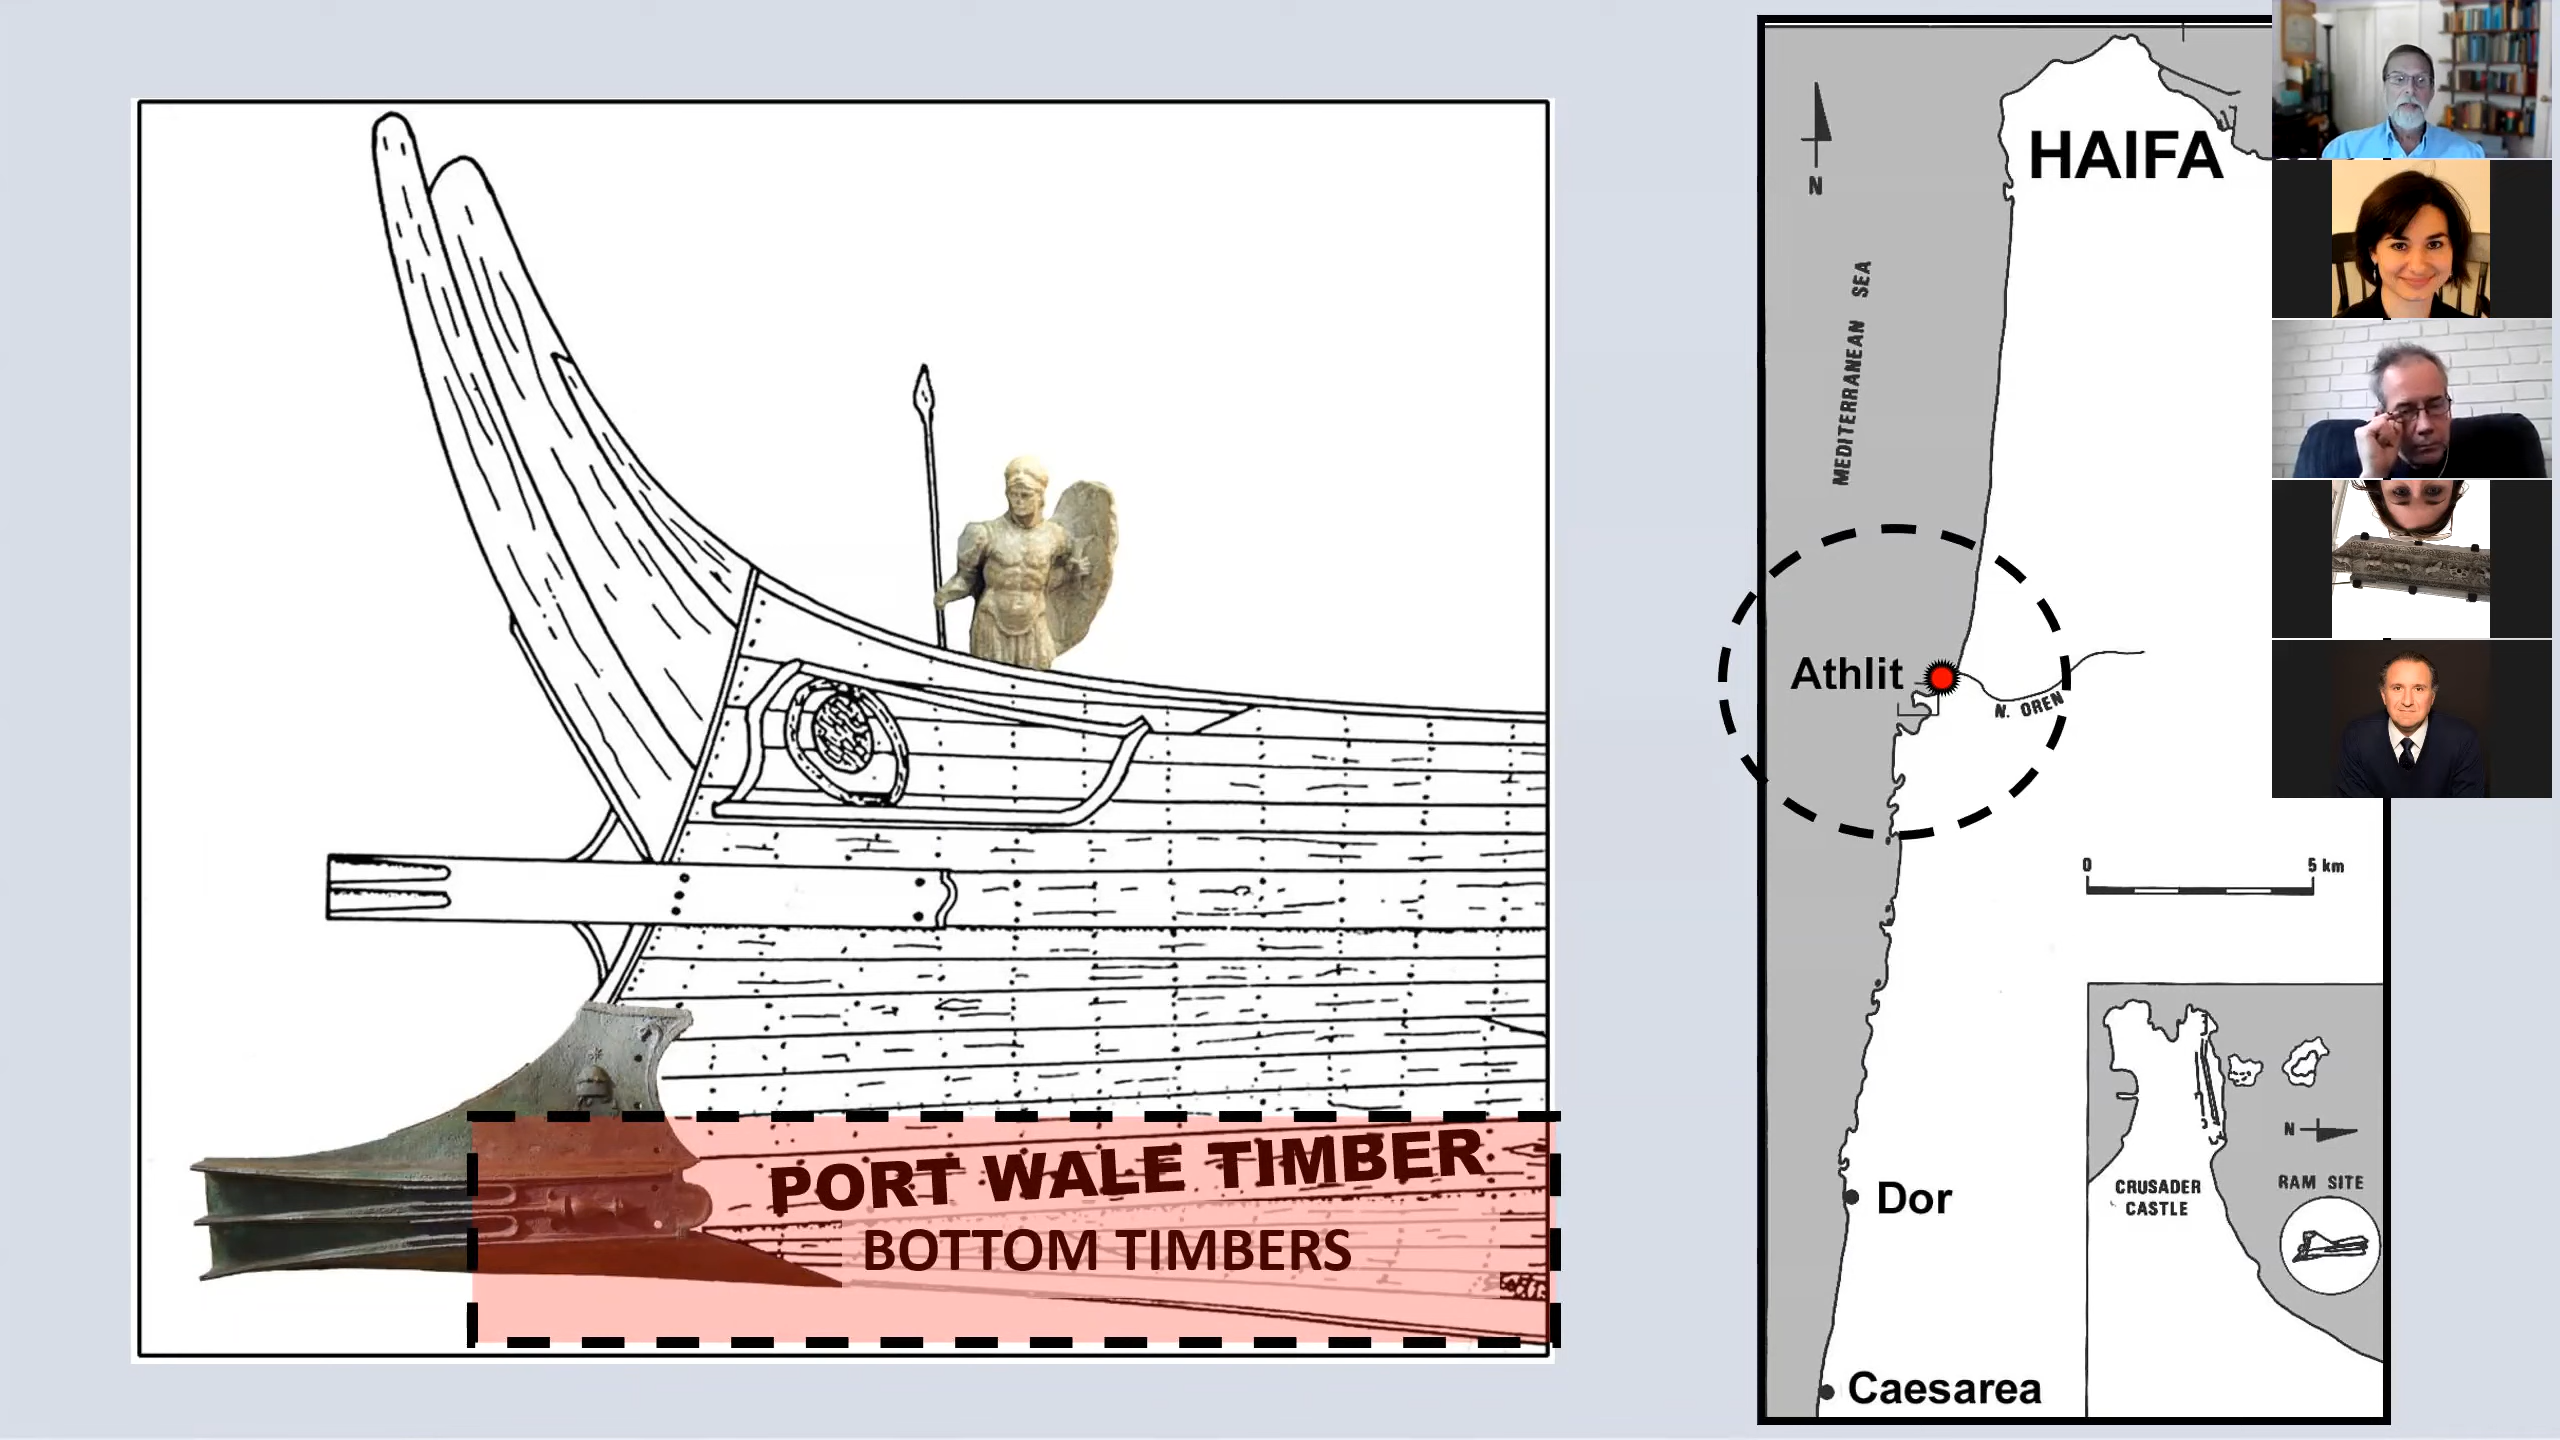 PORT WALE TIMBER
BOTTOM TIMBERS
N
HAIFA
MEDITERRANEAN SEA
Athlit
N. OREN
0
5 km
Dor
Caesarea
N
RAM SITE
CRUSADER
CASTLE